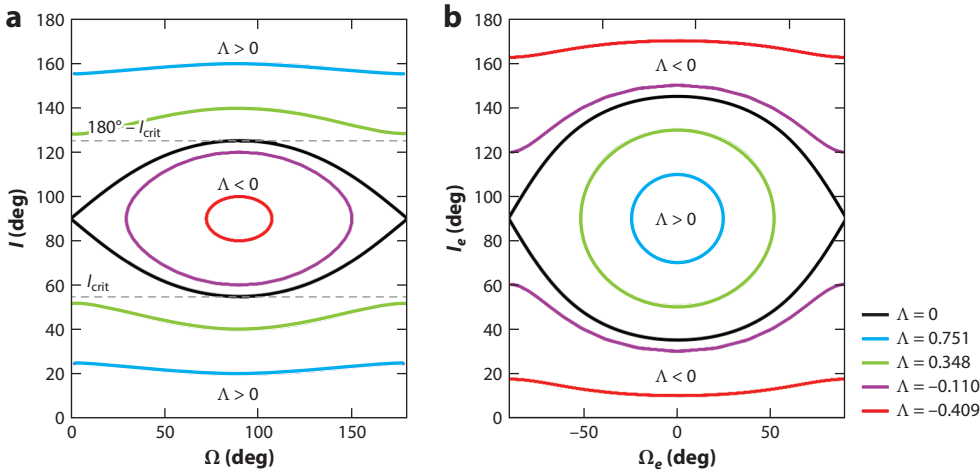 a
180
160
140
120
100
80
60
40
20
0
I (deg)
Λ > 0
180° – I_crit
Λ < 0
I_crit
Λ > 0
0
50
100
150
Ω (deg)
b
180
160
140
120
100
80
60
40
20
0
I_e (deg)
Λ < 0
Λ > 0
Λ < 0
−50
0
50
Ω_e (deg)
Λ = 0
Λ = 0.751
Λ = 0.348
Λ = –0.110
Λ = –0.409